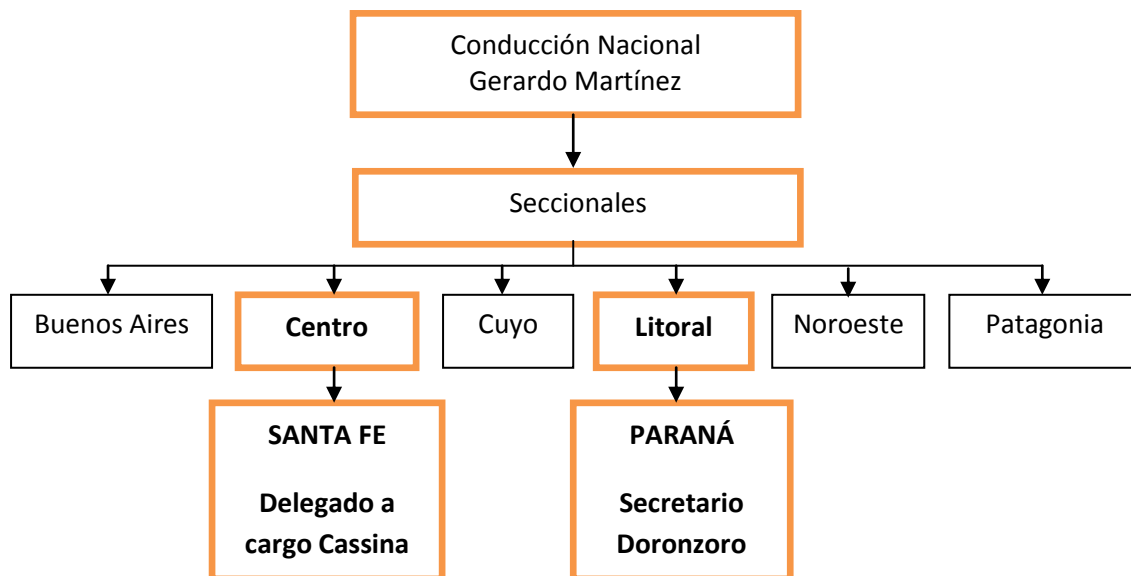 Conducción Nacional
Gerardo Martínez
Seccionales
Buenos Aires
Centro
Cuyo
Litoral
Noroeste
Patagonia
SANTA FE
Delegado a
cargo Cassina
PARANÁ
Secretario
Doronzoro